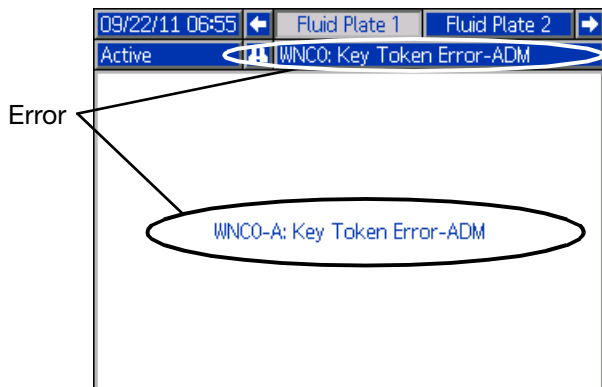 09/22/11 06:55 Fluid Plate 1 Fluid Plate 2
Active WNC0: Key Token Error-ADM
Error
WNC0-A: Key Token Error-ADM